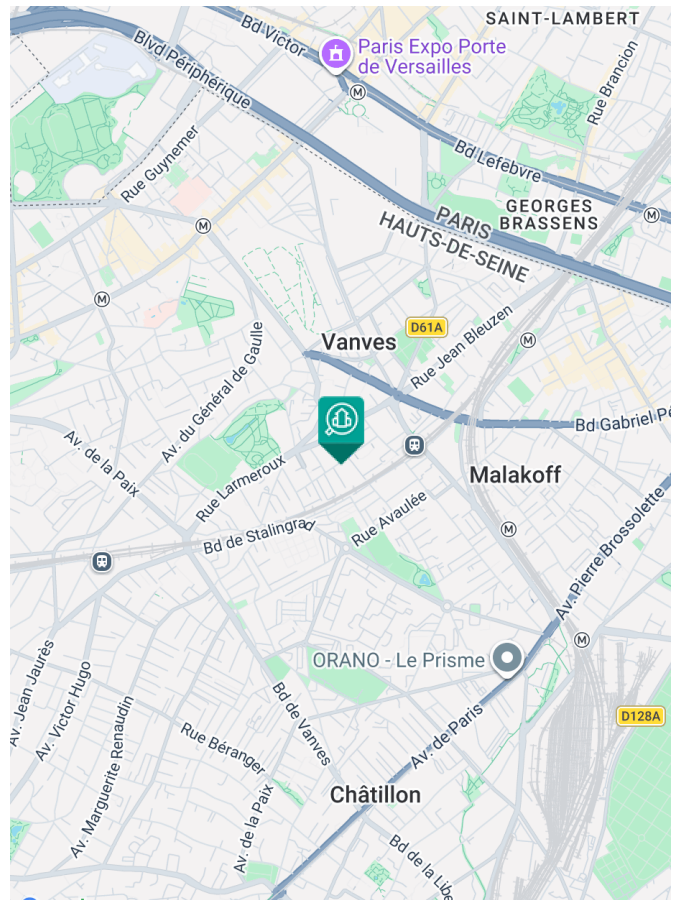 SAINT-LAMBERT
Bd Victor
Paris Expo Porte
de Versailles
Blvd Périphérique
Rue Brancion
Rue Guynemer
M
Bd Lefebvre
GEORGES
BRASSENS
M
PARIS
HAUTS-DE-SEINE
M
M
Vanves
D61A
Rue Jean Bleuzen
M
Av. du Général de Gaulle
Bd Gabriel Pé
Av. de la Paix
Rue Larmeroux
Malakoff
Rue Avaulée
Bd de Stalingrad
M
Av. Pierre Brossolette
M
ORANO - Le Prisme
Av. Jean Jaurès
Av. Victor Hugo
Av. Marguerite Renaudin
Bd de Vanves
D128A
Av. de Paris
Rue Béranger
Châtillon
Av. de la Paix
Bd de la Libe